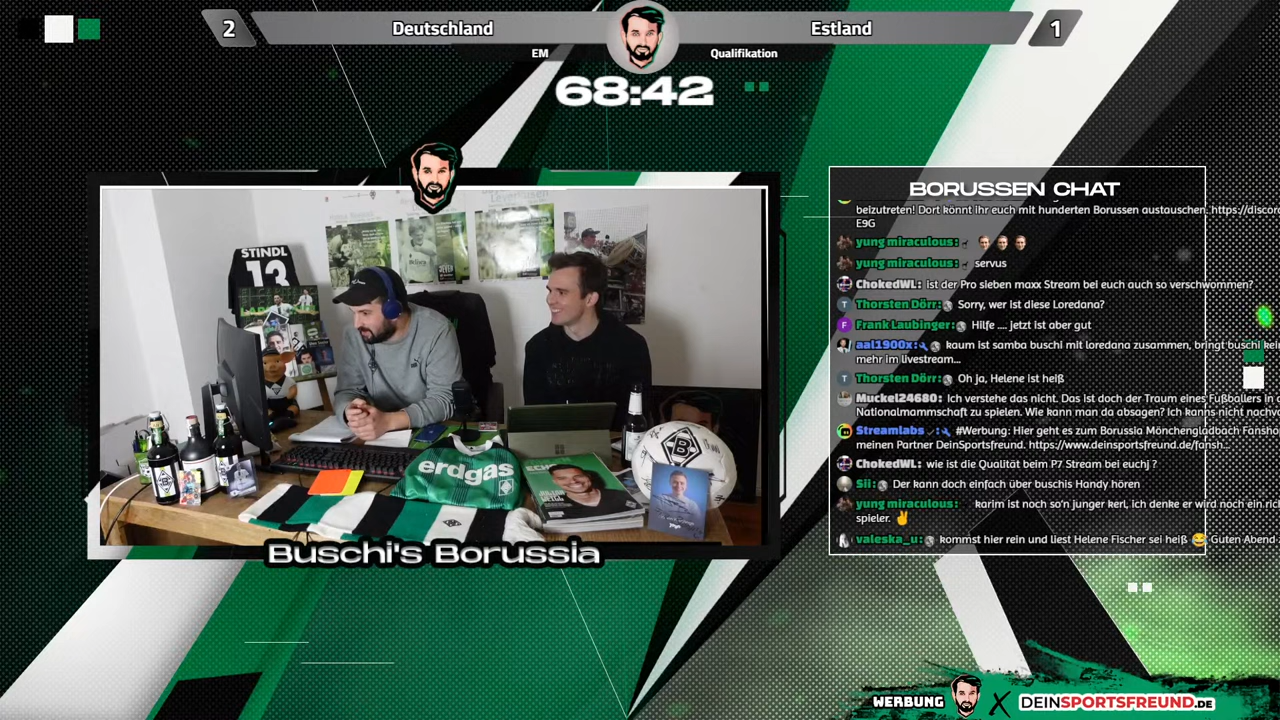 2
Deutschland
Estland
1
EM
Qualifikation
68:42
STINDL
13
erdgas
Buschi's Borussia
BORUSSEN CHAT
beizutreten! Dort könnt ihr euch mit hunderten Borussen austauschen. https://disco
E9G
yung miraculous:
yung miraculous: servus
ChokedWL: ist der Pro sieben maxx Stream bei euch auch so verschwommen?
Thorsten Dörr: Sorry, wer ist diese Loredana?
Frank Laubinger: Hilfe .... jetzt ist aber gut
aal1900x: kaum ist samba buschi mit loredana zusammen, bringt buschi kein
mehr im livestream...
Thorsten Dörr: Oh ja, Helene ist heiß
Muckel24680: Ich verstehe das nicht. Das ist doch der Traum eines Fußballers in d
Nationalmammschaft zu spielen. Wie kann man da absagen? Ich kanns nicht nachvo
Streamlabs: #Werbung: Hier geht es zum Borussia Mönchengladbach Fansho
meinen Partner DeinSportsfreund. https://www.deinsportsfreund.de/fansh...
ChokedWL: wie ist die Qualität beim P7 Stream bei euchj ?
Sii: Der kann doch einfach über buschis Handy hören
yung miraculous: karim ist noch so'n junger kerl, ich denke er wird noch ein
spieler.
valeska_u: kommst hier rein und liest Helene Fischer sei heiß Guten Abend
WERBUNG X DEINSPORTSFREUND.DE